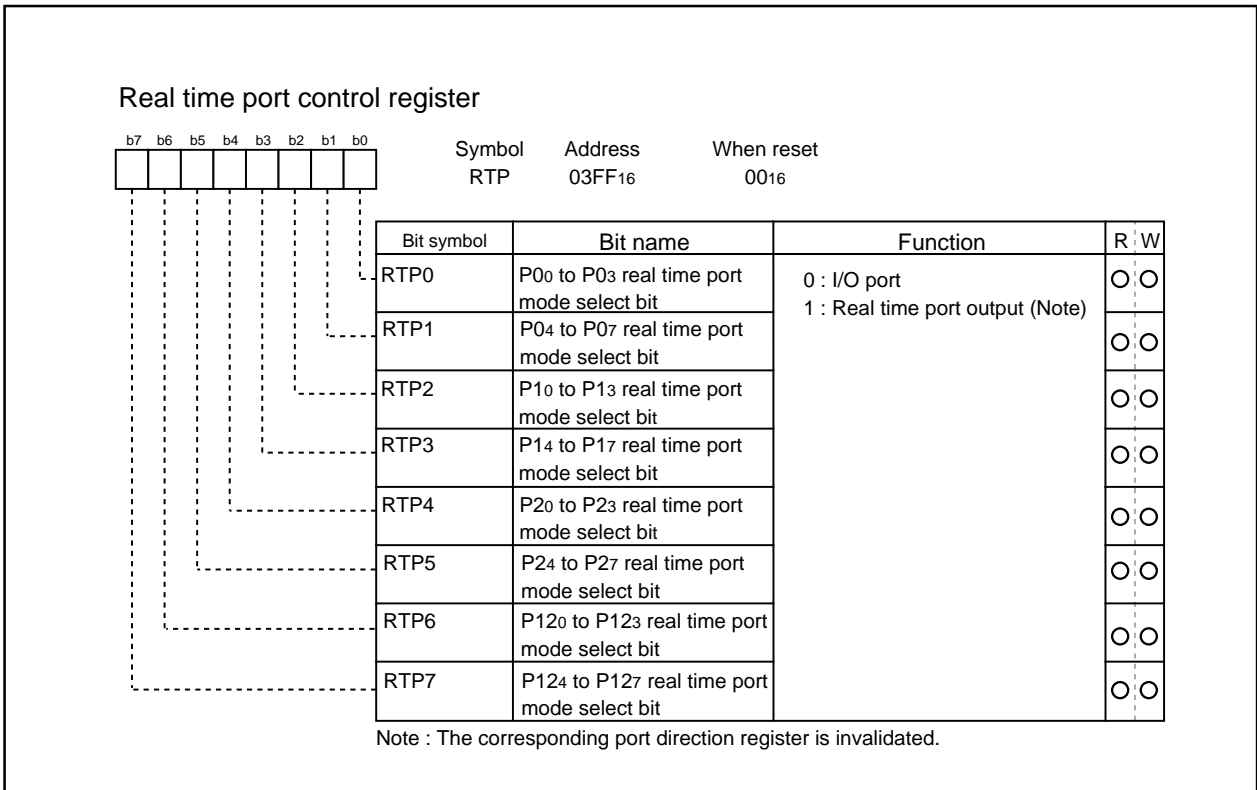 Real time port control register
b7 b6 b5 b4 b3 b2 b1 b0
Symbol Address When reset
RTP 03FF16 0016
Bit symbol Bit name Function R W
RTP0 P00 to P03 real time port mode select bit 0 : I/O port
1 : Real time port output (Note)
RTP1 P04 to P07 real time port
mode select bit
RTP2 P10 to P13 real time port
mode select bit
RTP3 P14 to P17 real time port
mode select bit
RTP4 P20 to P23 real time port
mode select bit
RTP5 P24 to P27 real time port
mode select bit
RTP6 P120 to P123 real time port
mode select bit
RTP7 P124 to P127 real time port
mode select bit
Note : The corresponding port direction register is invalidated.